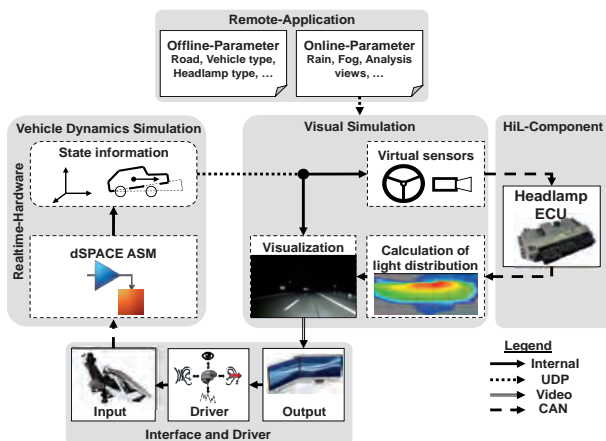 Remote-Application
Offline-Parameter
Road, Vehicle type,
Headlamp type, ...
Online-Parameter
Rain, Fog, Analysis
views, ...
Vehicle Dynamics Simulation
Realtime-Hardware
State information
dSPACE ASM
Visual Simulation
Virtual sensors
Visualization
Calculation of
light distribution
HiL-Component
Headlamp
ECU
Input
Driver
Output
Interface and Driver
Legend
Internal
UDP
Video
CAN